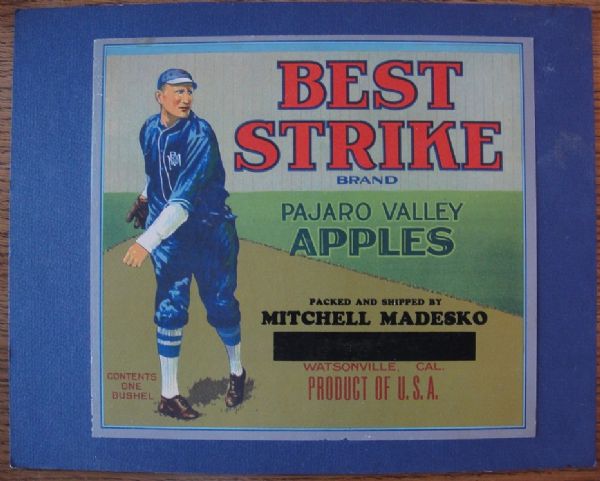 BEST
STRIKE
BRAND
PAJARO VALLEY
APPLES
PACKED AND SHIPPED BY
MITCHELL MADESKO
WATSONVILLE, CAL.
PRODUCT OF U.S.A.
CONTENTS
ONE
BUSHEL